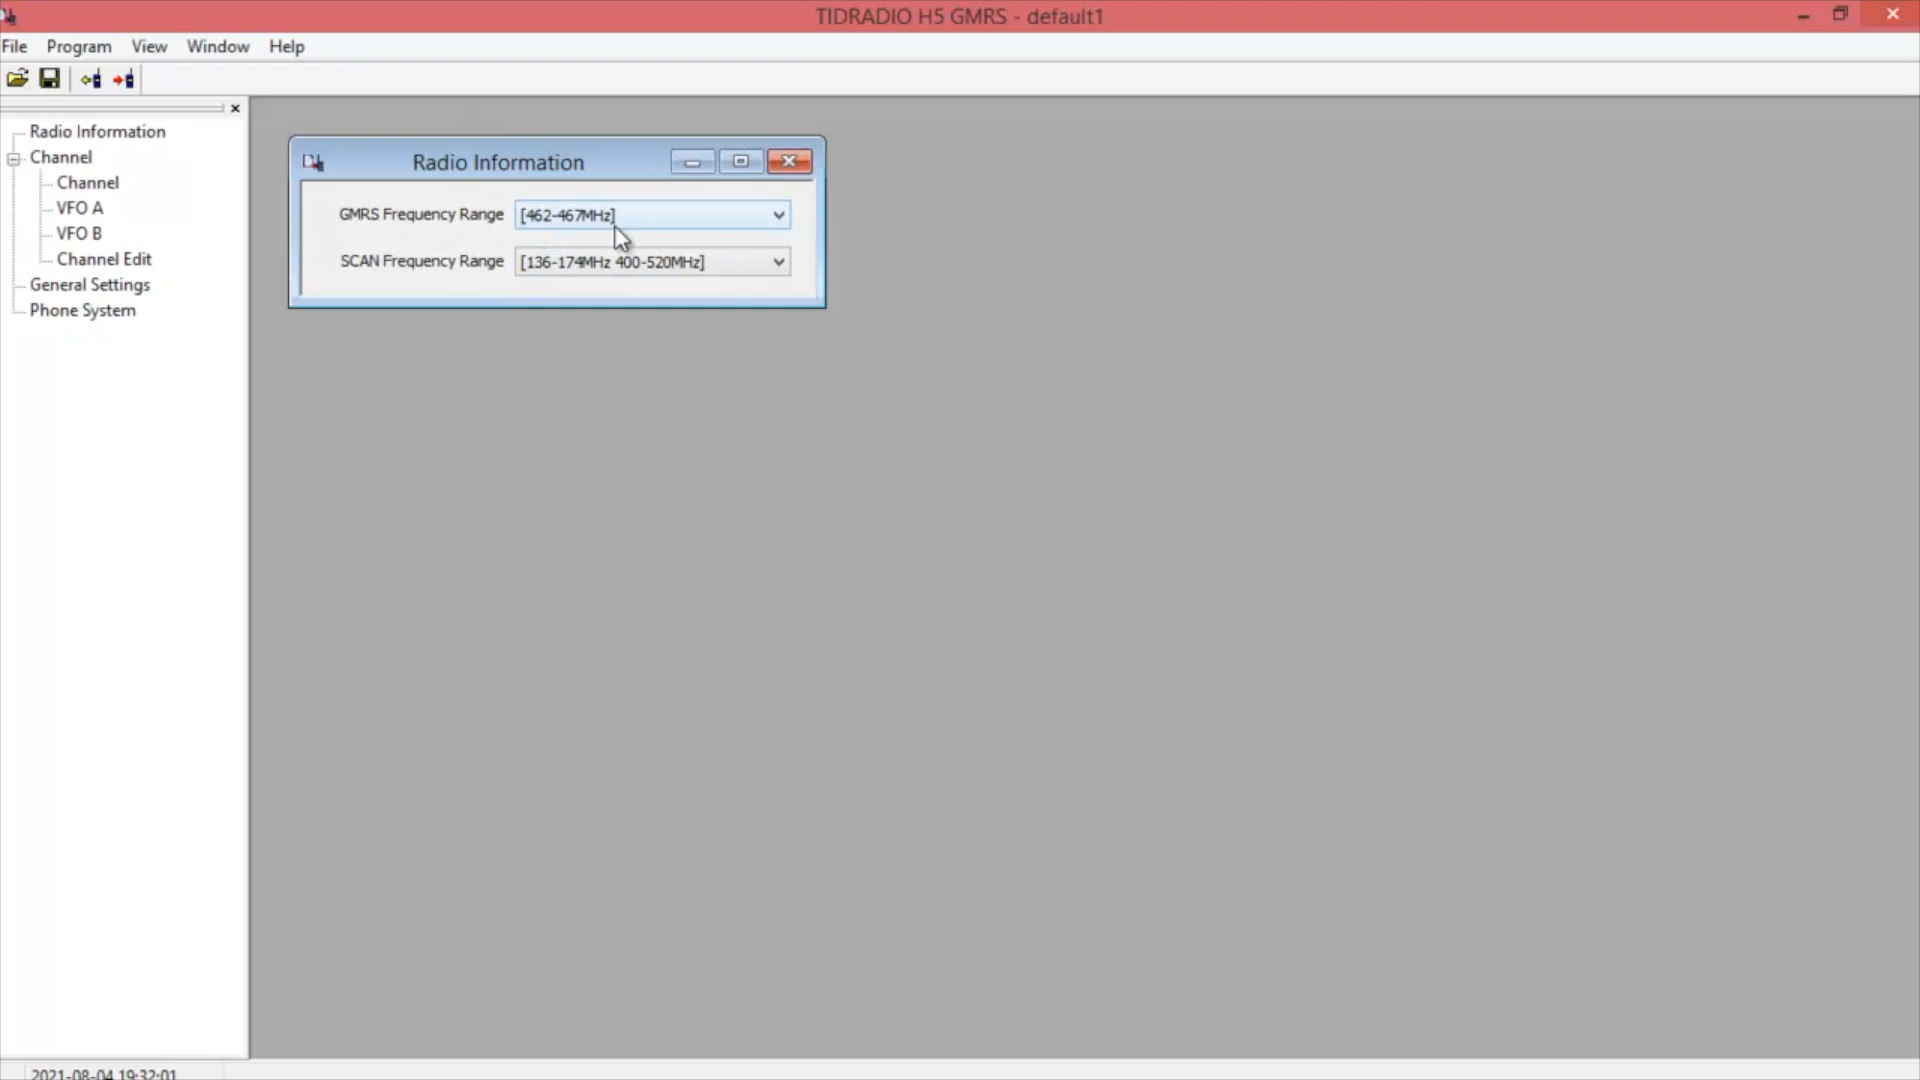 TIDRADIO H5 GMRS - default1
File Program View Window Help
Radio Information
Channel
Channel
VFO A
VFO B
Channel Edit
General Settings
Phone System
Radio Information
GMRS Frequency Range [462-467MHz]
SCAN Frequency Range [136-174MHz 400-520MHz]
2021-08-04 19:32:01